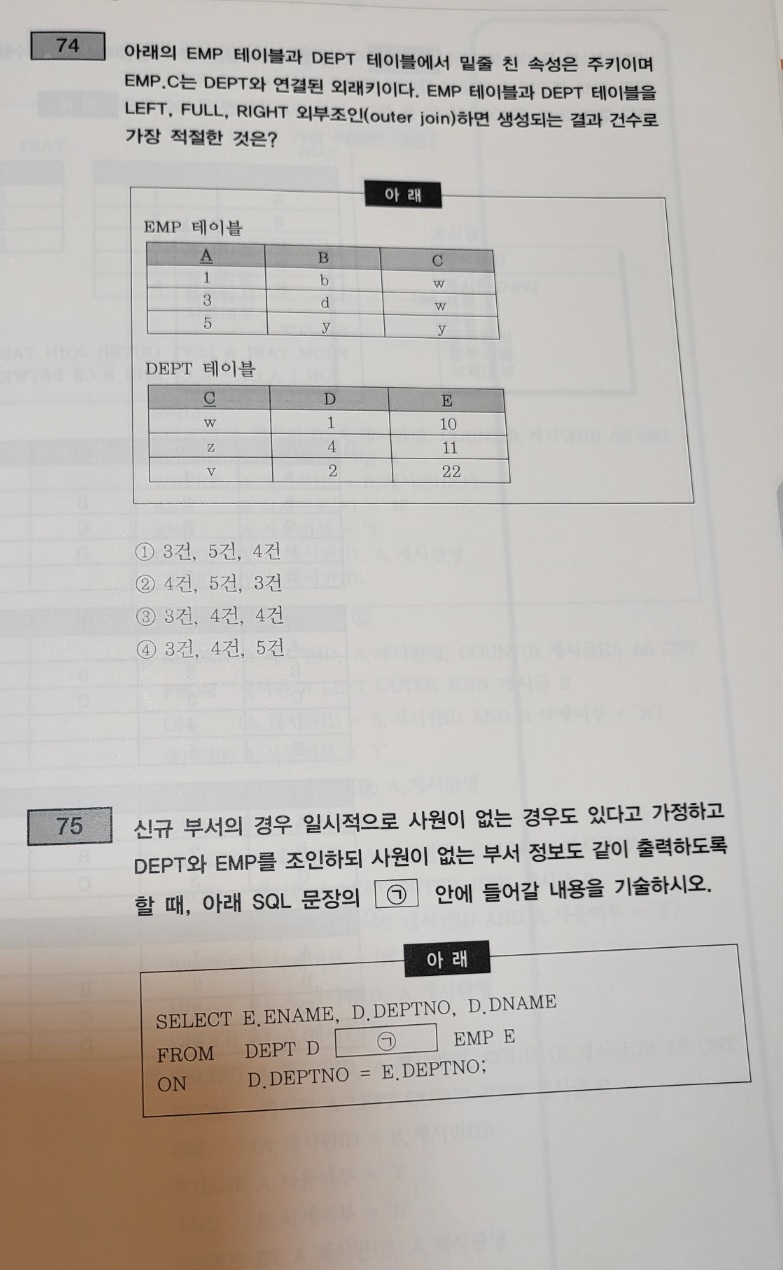 74
아래의 EMP 테이블과 DEPT 테이블에서 밑줄 친 속성은 주키이며
EMP.C는 DEPT와 연결된 외래키이다. EMP 테이블과 DEPT 테이블을
LEFT, FULL, RIGHT 외부조인(outer join)하면 생성되는 결과 건수로
가장 적절한 것은?
아 래
EMP 테이블
A B C
1 b w
3 d w
5 y y
DEPT 테이블
C D E
w 1 10
z 4 11
v 2 22
① 3건, 5건, 4건
② 4건, 5건, 3건
③ 3건, 4건, 4건
④ 3건, 4건, 5건
75
신규 부서의 경우 일시적으로 사원이 없는 경우도 있다고 가정하고
DEPT와 EMP를 조인하되 사원이 없는 부서 정보도 같이 출력하도록
할 때, 아래 SQL 문장의 ㉠ 안에 들어갈 내용을 기술하시오.
아 래
SELECT E.ENAME, D.DEPTNO, D.DNAME
FROM DEPT D ㉠ EMP E
ON D.DEPTNO = E.DEPTNO;